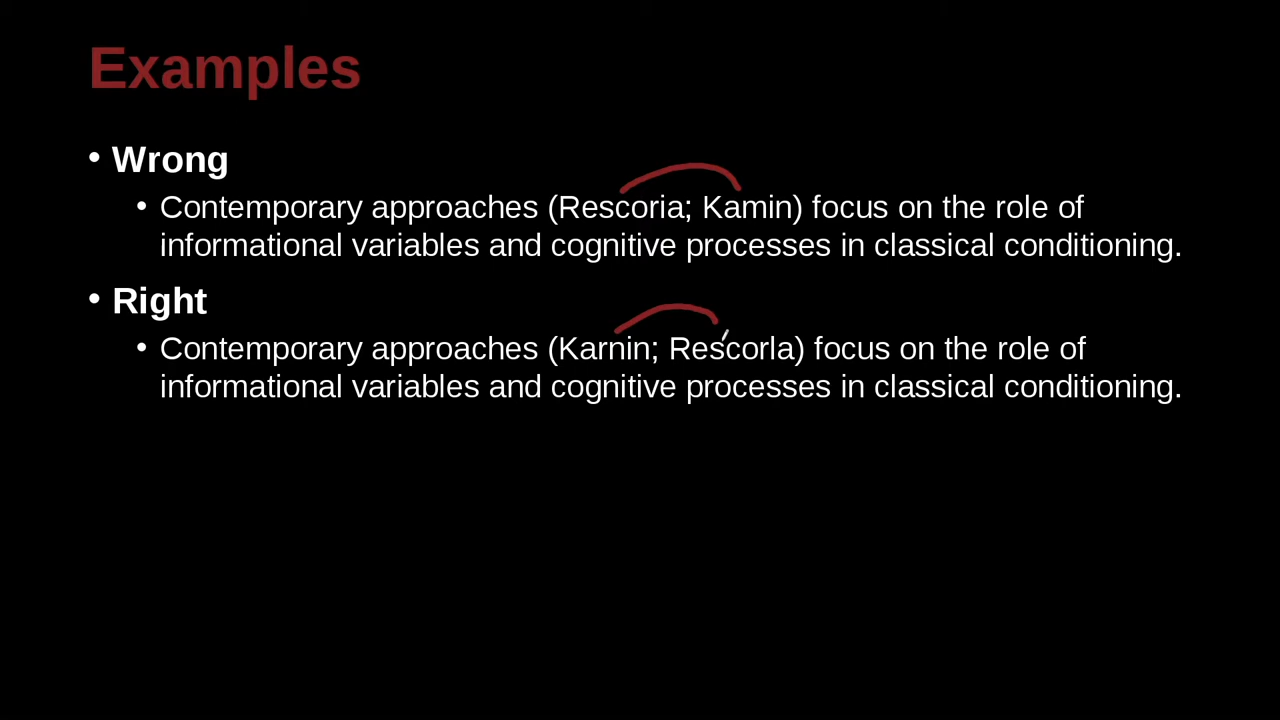 Examples
• Wrong
• Contemporary approaches (Rescoria; Kamin) focus on the role of
informational variables and cognitive processes in classical conditioning.
• Right
• Contemporary approaches (Karnin; Rescorla) focus on the role of
informational variables and cognitive processes in classical conditioning.